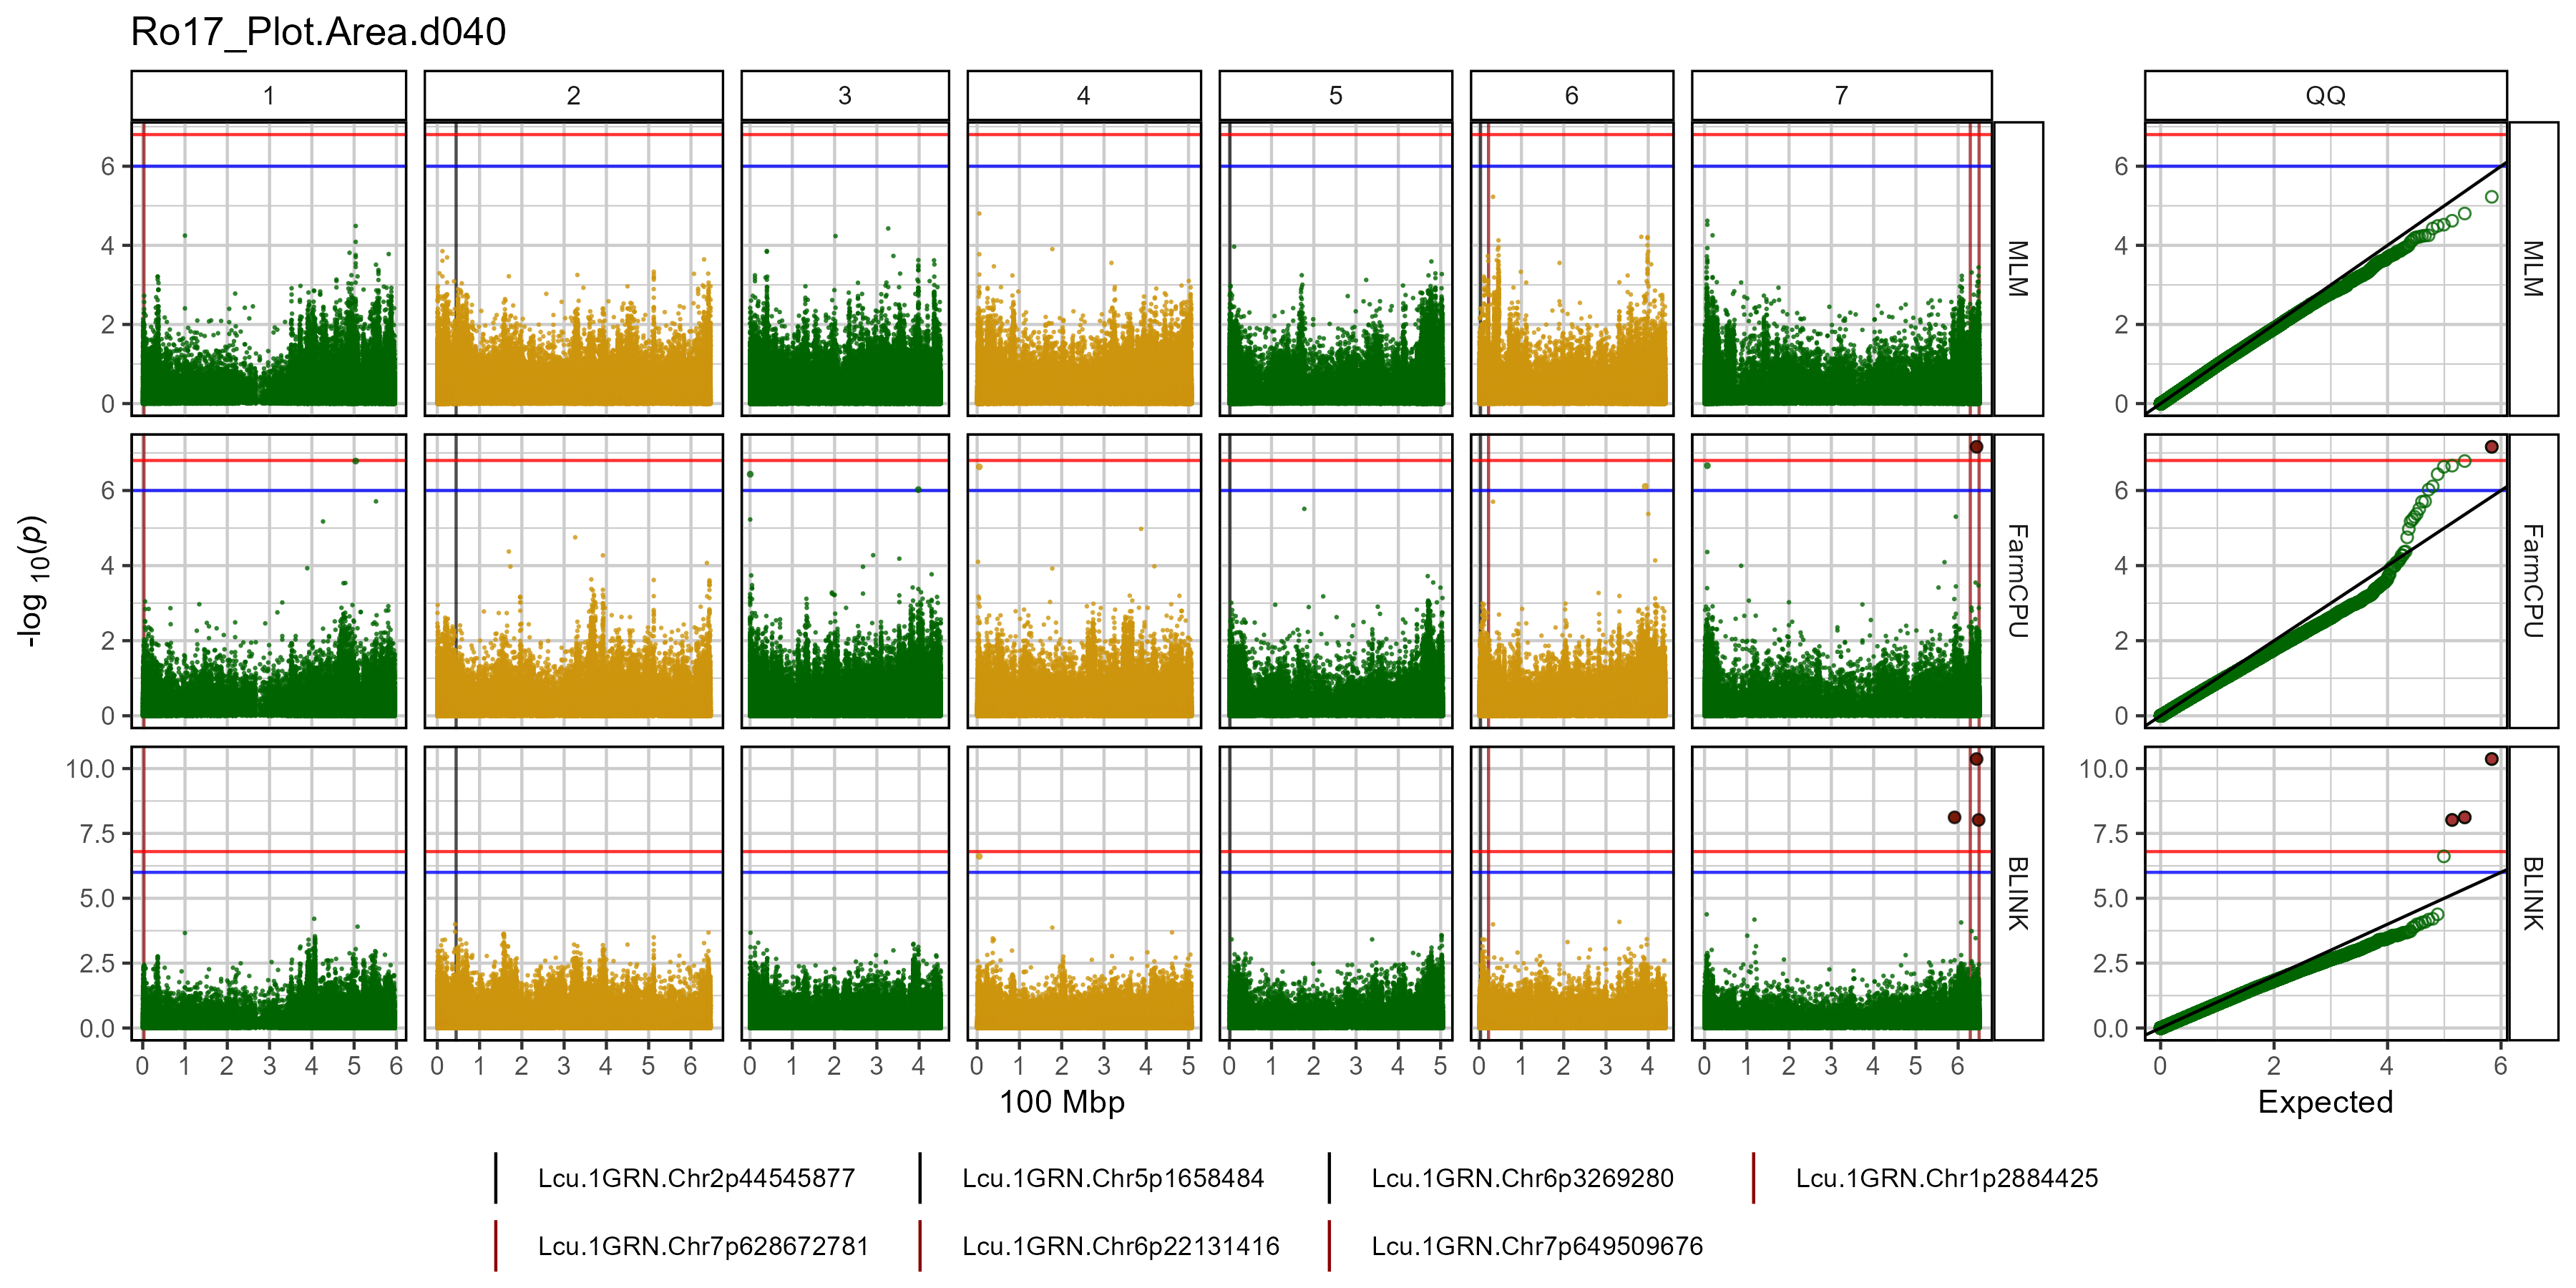 Ro17_Plot.Area.d040
1 2 3 4 5 6 7 QQ
6 4 2 0 MLM 6 4 2 0 MLM
-log 10(p)
6 4 2 0 FarmCPU 6 4 2 0 FarmCPU
10.0 7.5 5.0 2.5 0.0 BLINK 10.0 7.5 5.0 2.5 0.0 BLINK
0 1 2 3 4 5 6 0 1 2 3 4 5 6 0 1 2 3 4 0 1 2 3 4 5 0 1 2 3 4 5 0 1 2 3 4 0 1 2 3 4 5 6 0 2 4 6
100 Mbp Expected
Lcu.1GRN.Chr2p44545877 Lcu.1GRN.Chr5p1658484 Lcu.1GRN.Chr6p3269280 Lcu.1GRN.Chr1p2884425
Lcu.1GRN.Chr7p628672781 Lcu.1GRN.Chr6p22131416 Lcu.1GRN.Chr7p649509676